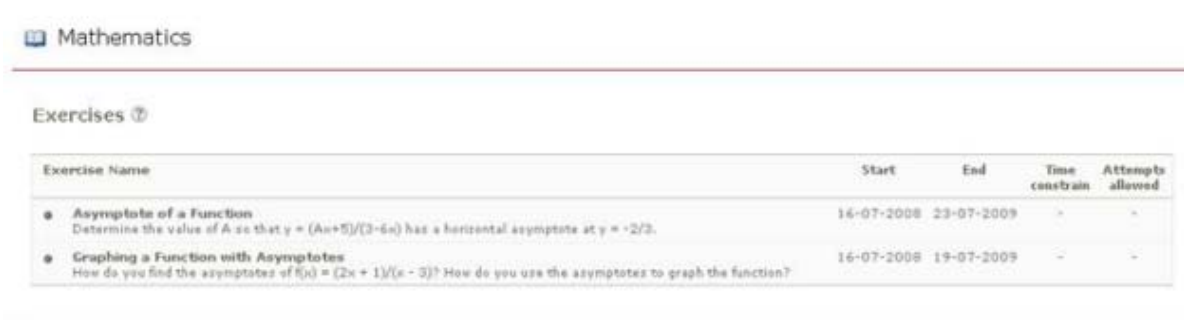 Mathematics
Exercises ?
Exercise Name Start End Time constrain Attempts allowed
Asymptote of a Function 16-07-2008 23-07-2009 - -
Determine the value of A so that y = (Ax+5)/(3-6x) has a horizontal asymptote at y = -2/3.
Graphing a Function with Asymptotes 16-07-2008 19-07-2009 - -
How do you find the asymptotes of f(x) = (2x + 1)/(x - 3)? How do you use the asymptotes to graph the function?